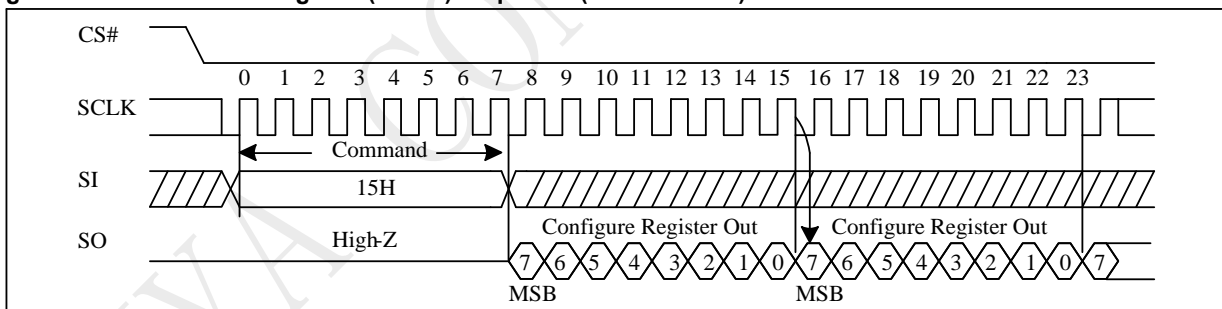 CS#
0 1 2 3 4 5 6 7 8 9 10 11 12 13 14 15 16 17 18 19 20 21 22 23
SCLK
Command
SI
15H
SO
High-Z
Configure Register Out
Configure Register Out
7 6 5 4 3 2 1 0 7 6 5 4 3 2 1 0 7
MSB
MSB